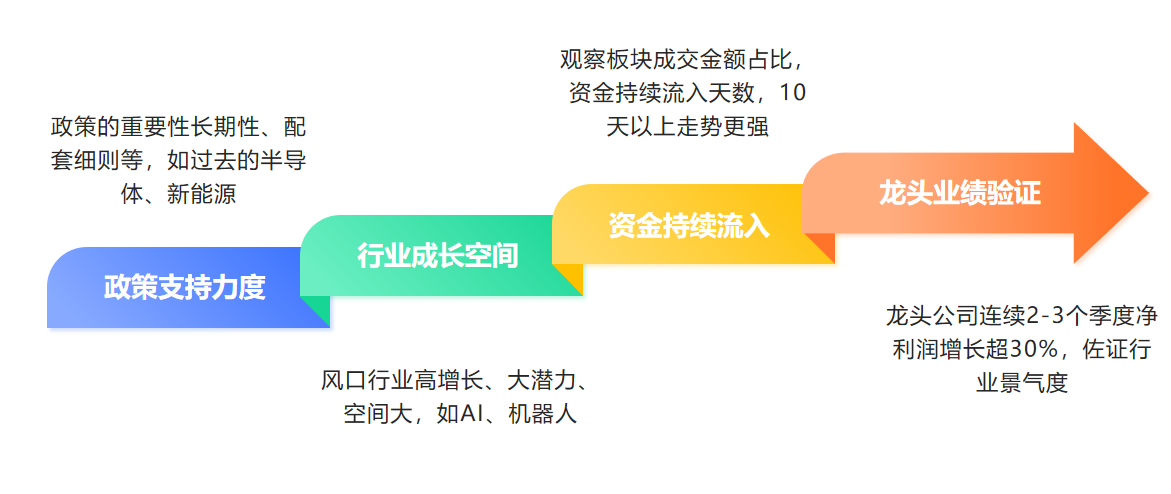 观察板块成交金额占比，
资金持续流入天数，10
天以上走势更强
政策的重要性长期性、配
套细则等，如过去的半导
体、新能源
龙头业绩验证
资金持续流入
行业成长空间
政策支持力度
龙头公司连续2-3个季度净
利润增长超30%，佐证行
业景气度
风口行业高增长、大潜力、
空间大，如AI、机器人